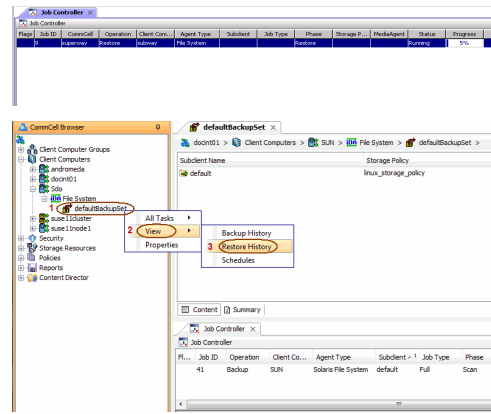 Job Controller ×
Job Controller
Flags Job ID CommCell Operation Client Com... Agent Type Subclient Job Type Phase Storage P... MediaAgent Status Progress
9 superway Restore subway File System Restore Running 5%
CommCell Browser
Client Computer Groups
Client Computers
andromeda
docint01
Sdo
File System
1 defaultBackupSet
suse11cluster
suse11node1
Security
Storage Resources
Policies
Reports
Content Director
All Tasks
2 View
Properties
Backup History
3 Restore History
Schedules
defaultBackupSet ×
docint01 > Client Computers > SUN > File System > defaultBackupSet >
Subclient Name Storage Policy
default linux_storage_policy
Content Summary
Job Controller ×
Job Controller
Fl... Job ID Operation Client Co... Agent Type Subclient 1 Job Type Phase
41 Backup SUN Solaris File System default Full Scan